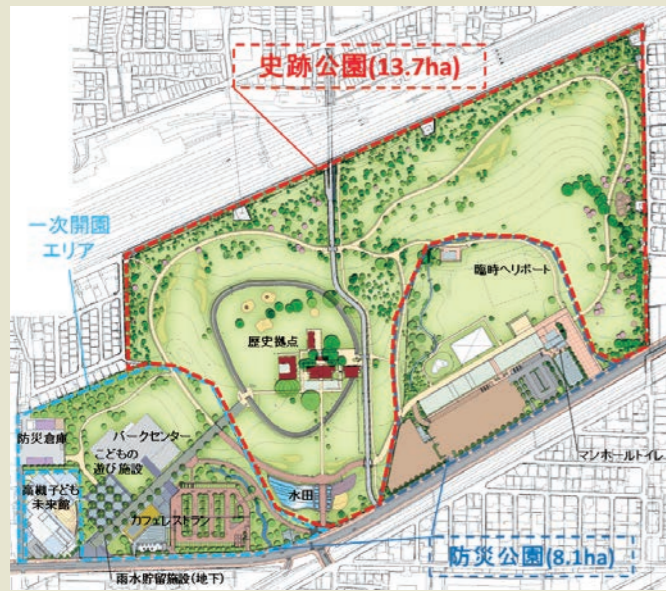 史跡公園(13.7ha)
一次開園
エリア
臨時ヘリポート
歴史拠点
防災倉庫
パークセンター
こどもの
遊び施設
マンホールトイレ
高槻子ども
未来館
水田
カフェレストラン
防災公園(8.1ha)
雨水貯留施設(地下)